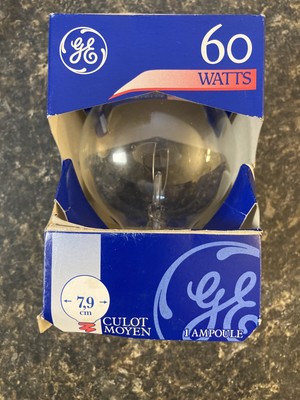 GE
60
WATTS
7,9
cm
CULOT
MOYEN
1 AMPOULE
GE